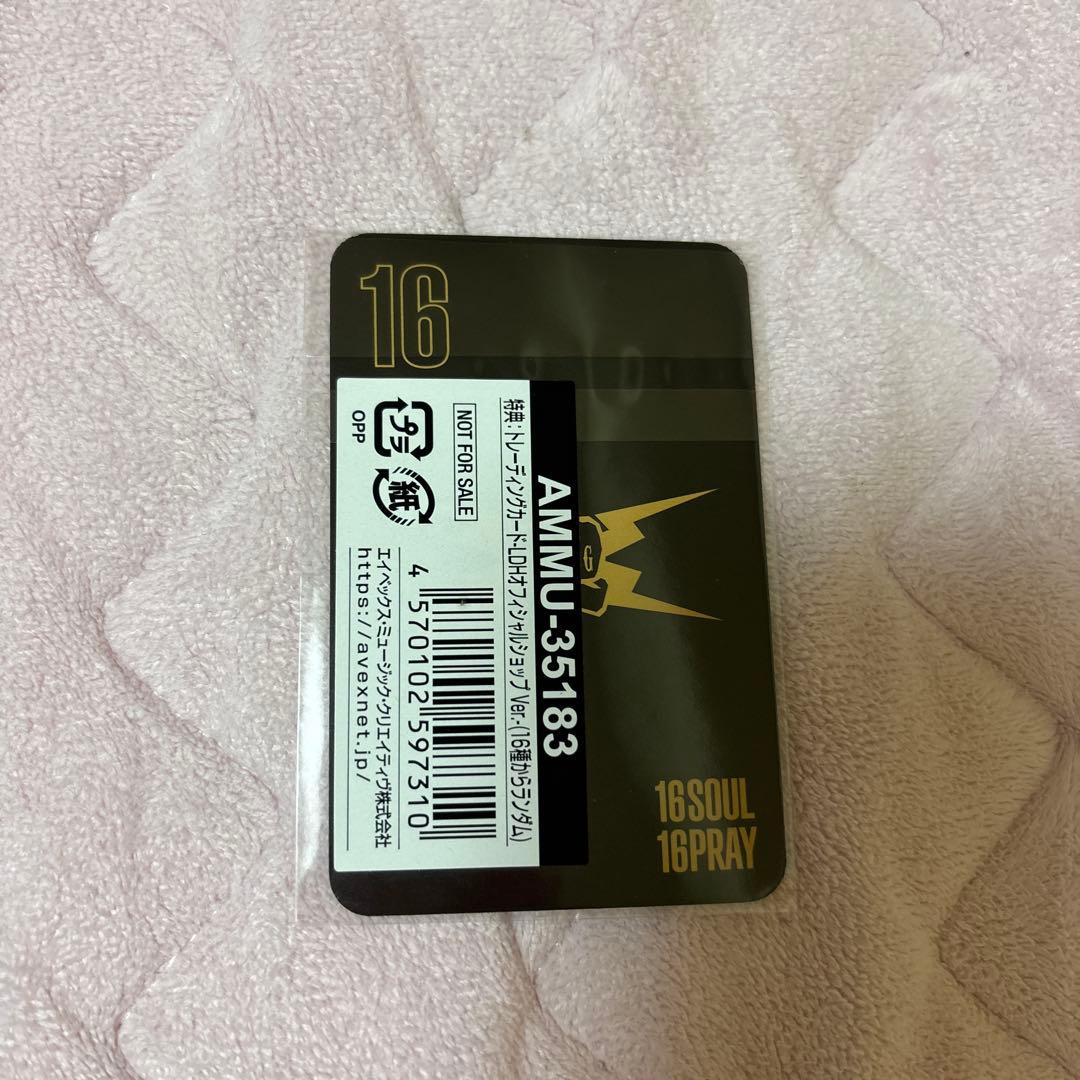 16
AMMU-35183
特典:トレーディングカード-LDHオフィシャルショップ Ver.-(16種からランダム)
NOT FOR SALE
プラ
OPP
紙
4 570102 597310
エイベックス・ミュージック・クリエイティヴ株式会社
https://avexnet.jp/
16SOUL
16PRAY